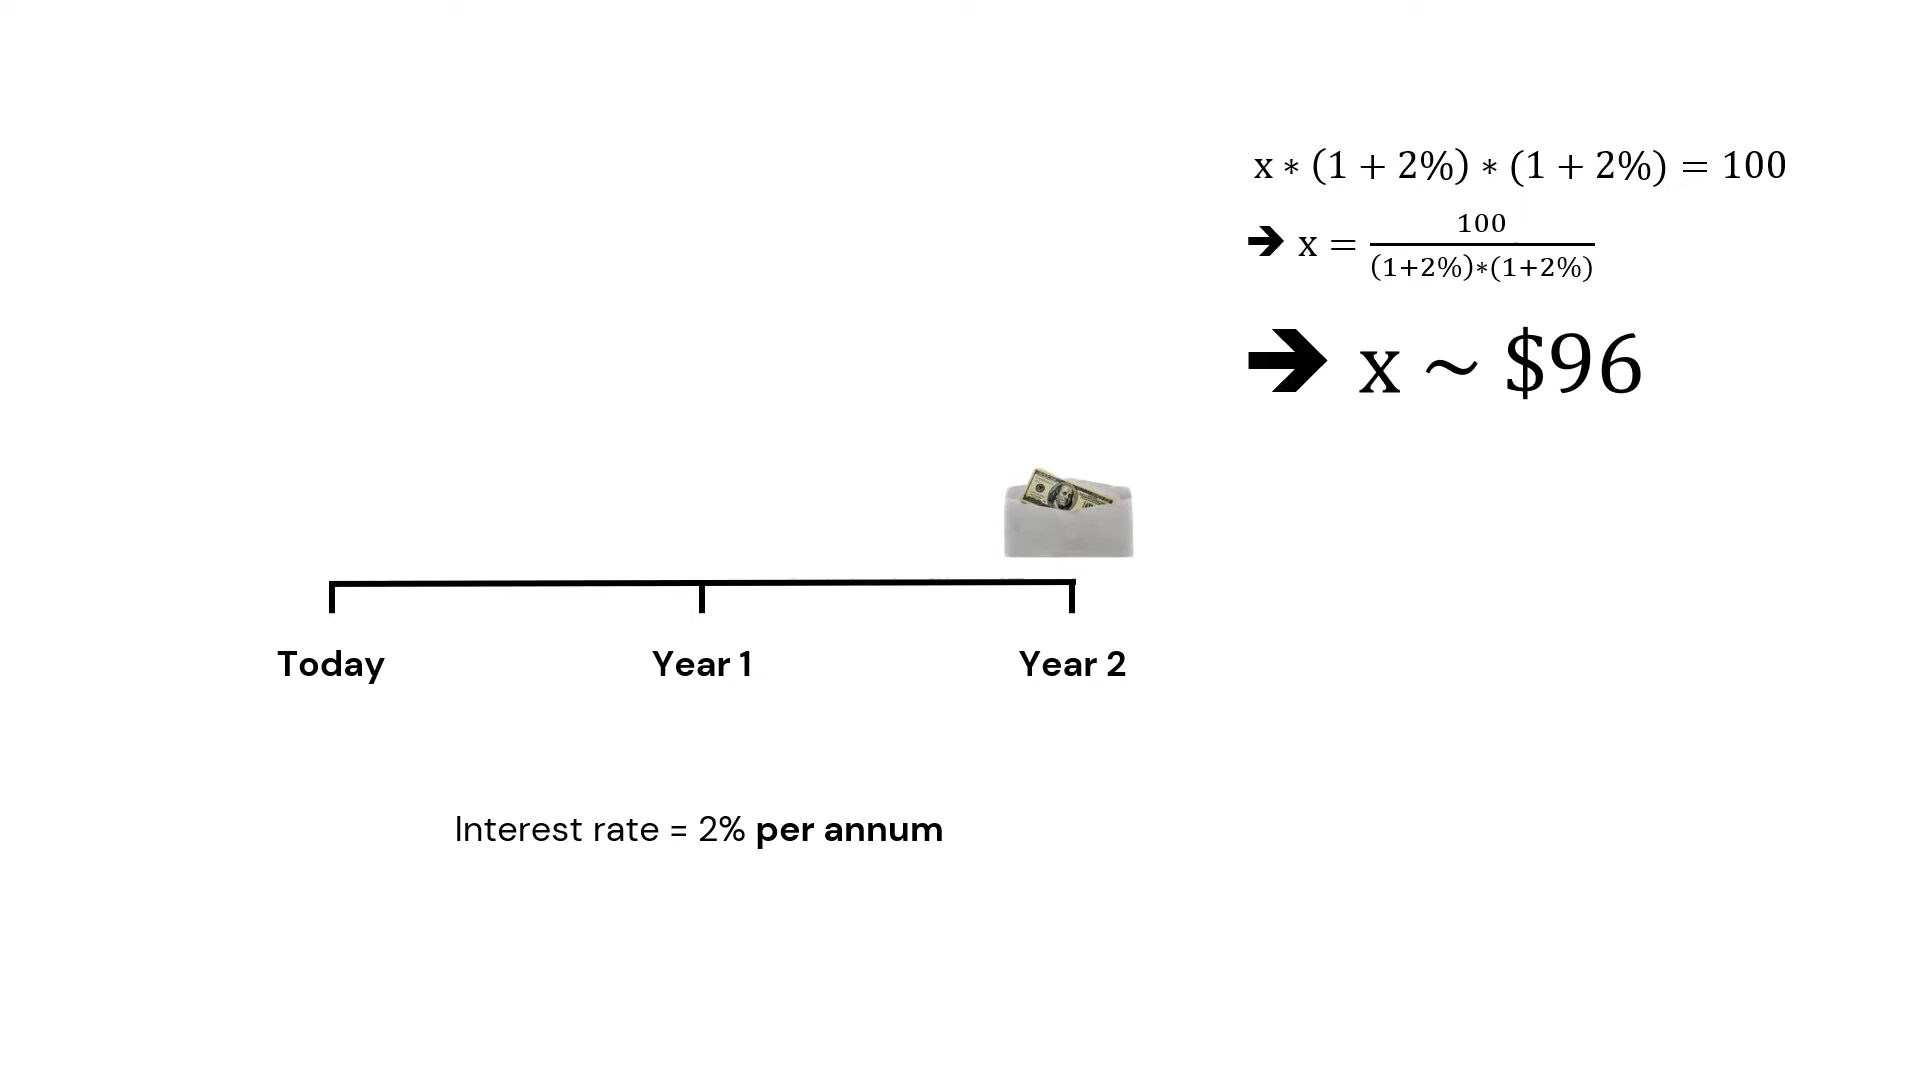 x ∗ (1 + 2%) ∗ (1 + 2%) = 100
➔ x = 100
(1+2%)∗(1+2%)
➔ x ~ $96
Today Year 1 Year 2
Interest rate = 2% per annum